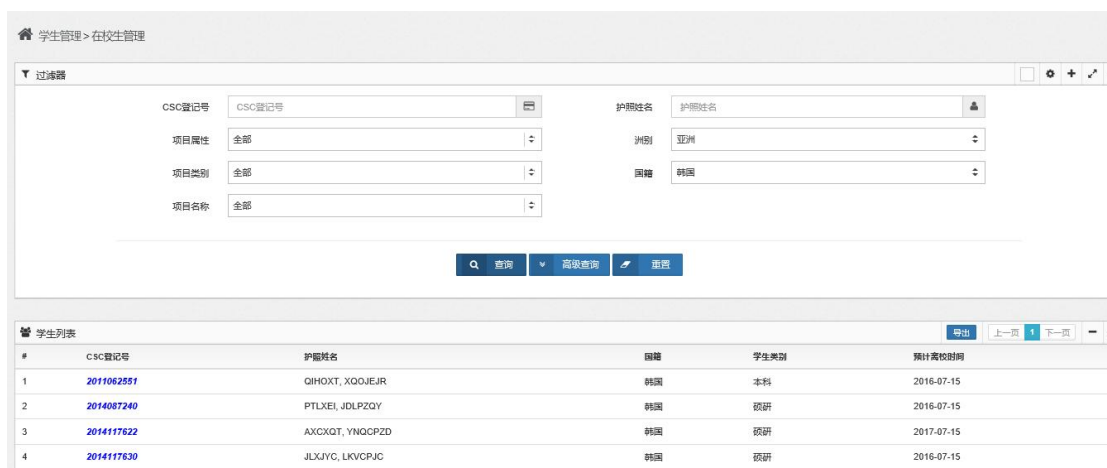 学生管理>在校生管理
过滤器
CSC登记号 CSC登记号 护照姓名 护照姓名
项目属性 全部 洲别 亚洲
项目类别 全部 国籍 韩国
项目名称 全部
查询 高级查询 重置
学生列表 导出 上一页 1 下一页
# CSC登记号 护照姓名 国籍 学生类别 预计离校时间
1 2011062551 QIHOXT, XQOJEJR 韩国 本科 2016-07-15
2 2014087240 PTLXEI, JDLPZQY 韩国 硕研 2016-07-15
3 2014117622 AXCXQT, YNQCPZD 韩国 硕研 2017-07-15
4 2014117630 JLXJYC, LKVCPJC 韩国 硕研 2016-07-15